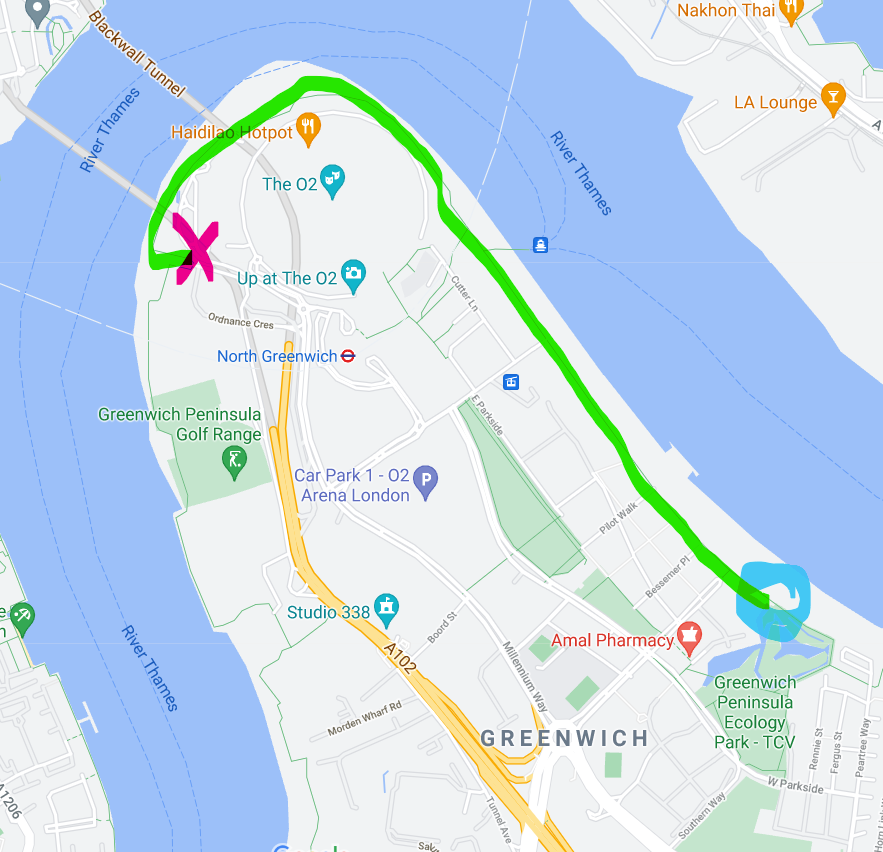 Nakhon Thai
Blackwall Tunnel
LA Lounge
River Thames
Haidilao Hotpot
River Thames
The O2
Up at The O2
Cutter Ln
Ordnance Cres
North Greenwich
E Parkside
Greenwich Peninsula
Golf Range
Car Park 1 - O2
Arena London
Pilot Walk
Bessemer Pl
Studio 338
Boord St
Amal Pharmacy
River Thames
A102
Millennium Way
Greenwich
Peninsula
Ecology
Park - TCV
Morden Wharf Rd
GREENWICH
Rennie St
Fergus St
Peartree Way
W Parkside
A1206
Southern Way
Tunnel Ave